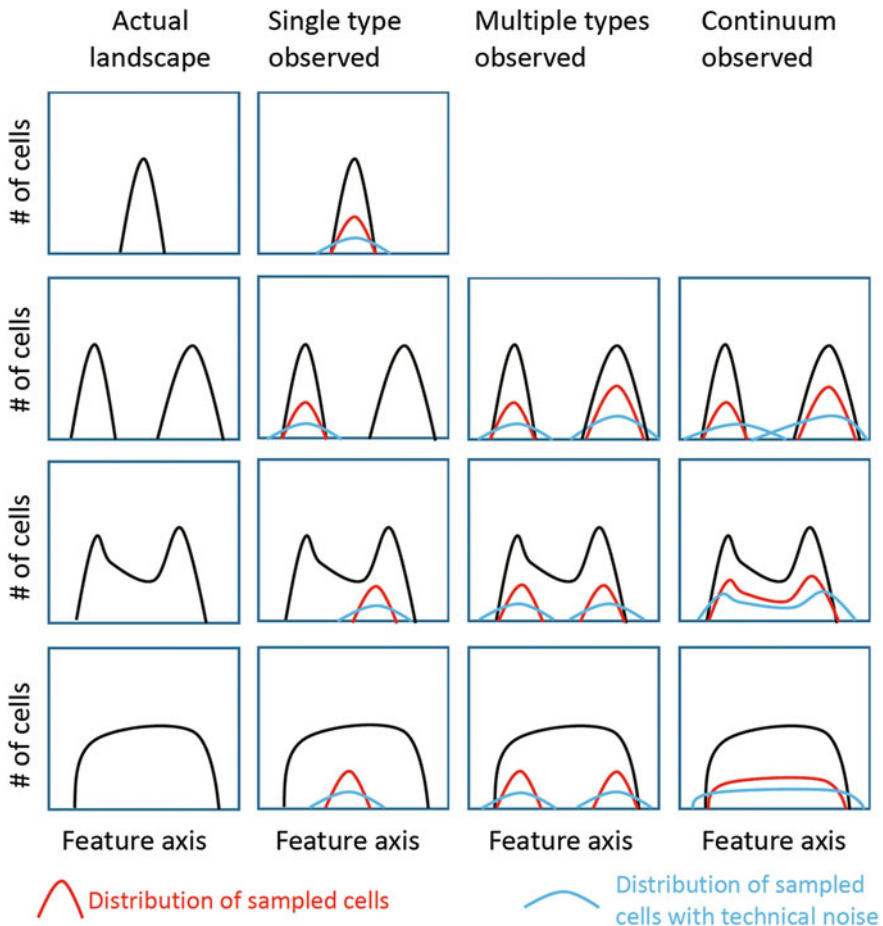 Actual
landscape
Single type
observed
Multiple types
observed
Continuum
observed
# of cells
# of cells
# of cells
# of cells
Feature axis
Feature axis
Feature axis
Feature axis
Distribution of sampled cells
Distribution of sampled
cells with technical noise